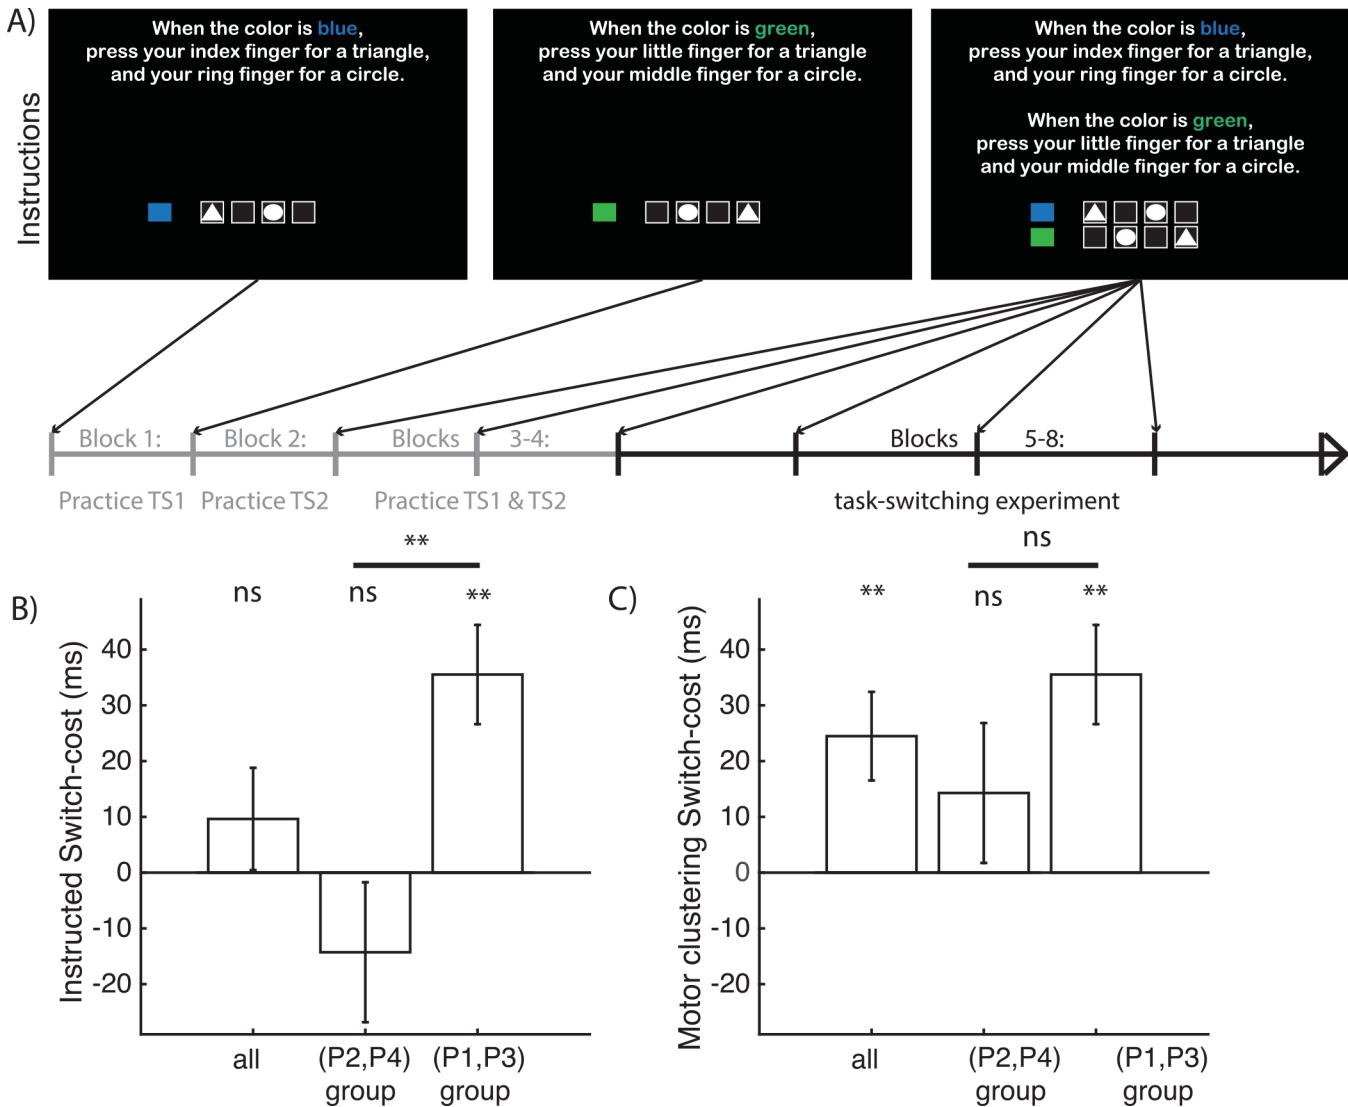 A)
Instructions
When the color is blue,
press your index finger for a triangle,
and your ring finger for a circle.
When the color is green,
press your little finger for a triangle
and your middle finger for a circle.
When the color is blue,
press your index finger for a triangle,
and your ring finger for a circle.
When the color is green,
press your little finger for a triangle
and your middle finger for a circle.
Block 1:
Block 2:
Blocks 3-4:
Blocks 5-8:
Practice TS1
Practice TS2
Practice TS1 & TS2
task-switching experiment
B)
Instructed Switch-cost (ms)
**
ns
ns
**
40
30
20
10
0
-10
-20
all
(P2,P4)
group
(P1,P3)
group
C)
Motor clustering Switch-cost (ms)
ns
**
ns
**
40
30
20
10
0
-10
-20
all
(P2,P4)
group
(P1,P3)
group